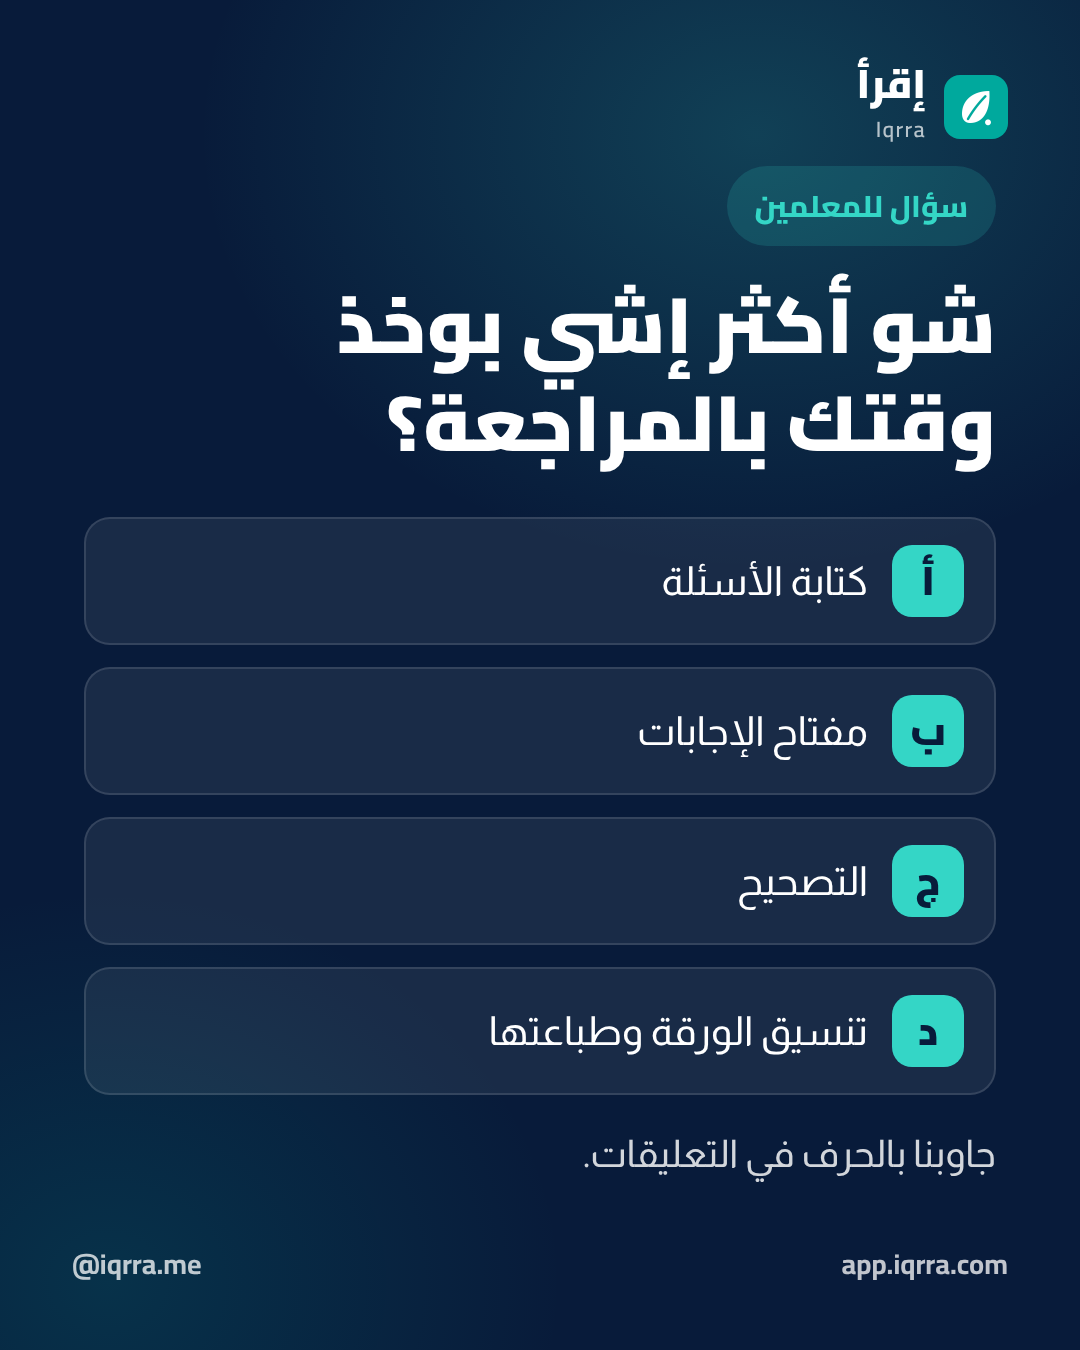 إقرأ
Iqrra
سؤال للمعلمين
شو أكثر إشي بوخذ
وقتك بالمراجعة؟
أ كتابة الأسئلة
ب مفتاح الإجابات
ج التصحيح
د تنسيق الورقة وطباعتها
جاوبنا بالحرف في التعليقات.
app.iqrra.com
@iqrra.me